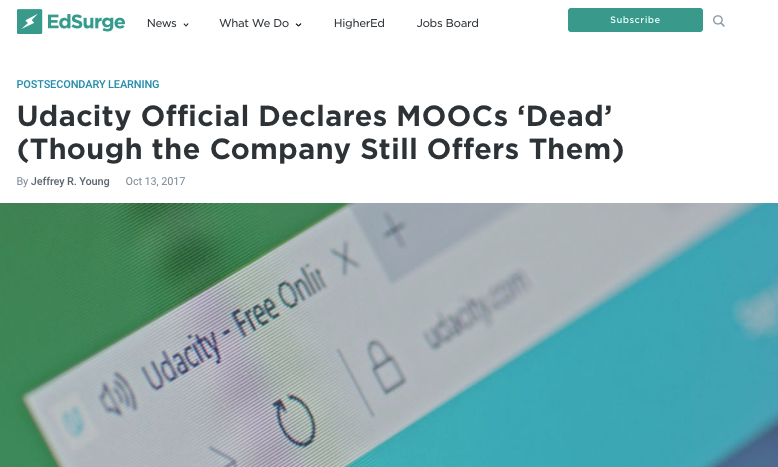 EdSurge
News What We Do HigherEd Jobs Board
Subscribe
POSTSECONDARY LEARNING
Udacity Official Declares MOOCs ‘Dead’
(Though the Company Still Offers Them)
By Jeffrey R. Young Oct 13, 2017
Udacity - Free Onlin
udacity.com